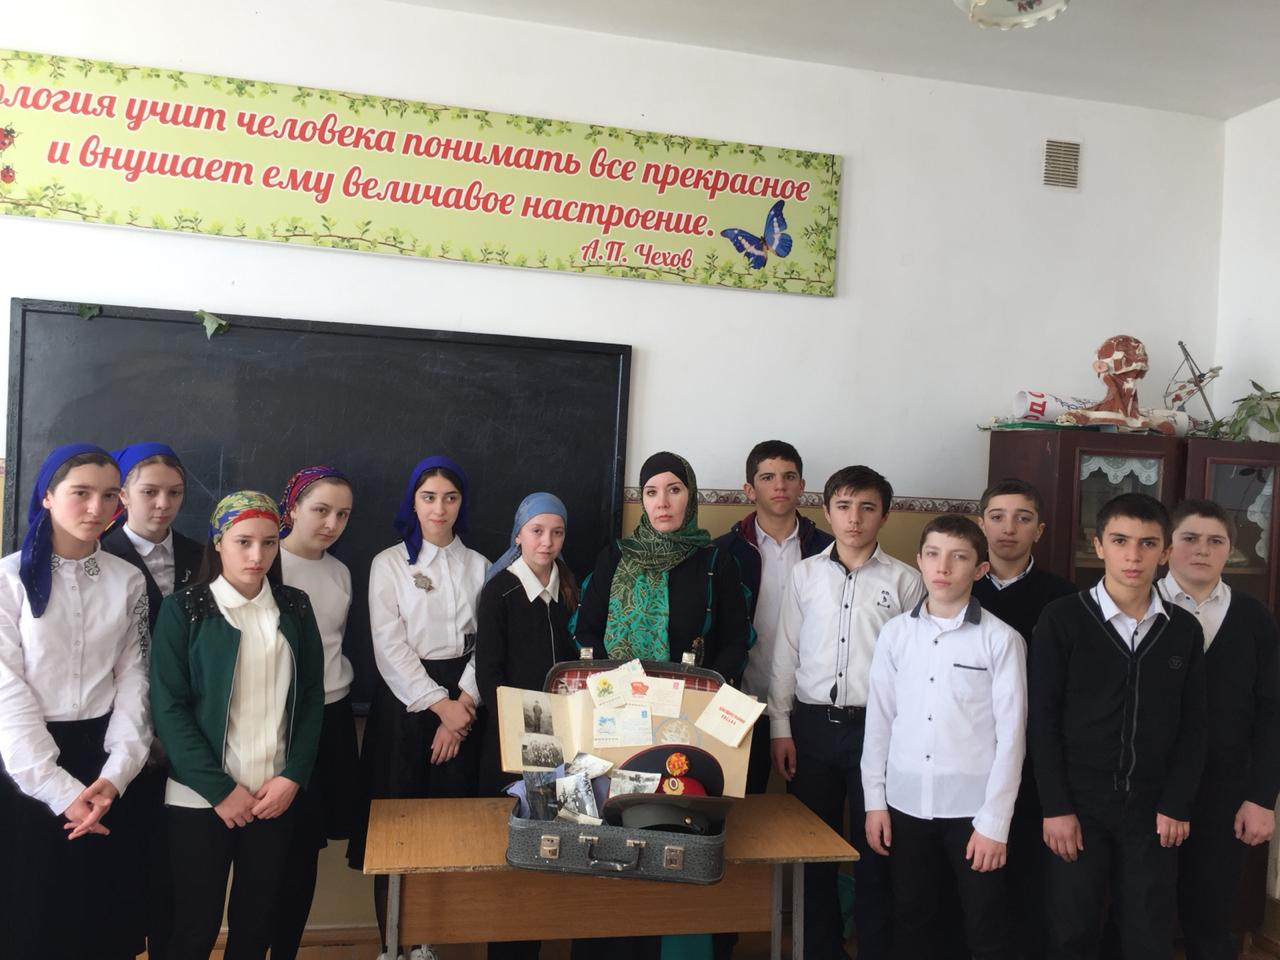 ология учит человека понимать все прекрасное
и внушает ему величавое настроение.
А.П. Чехов